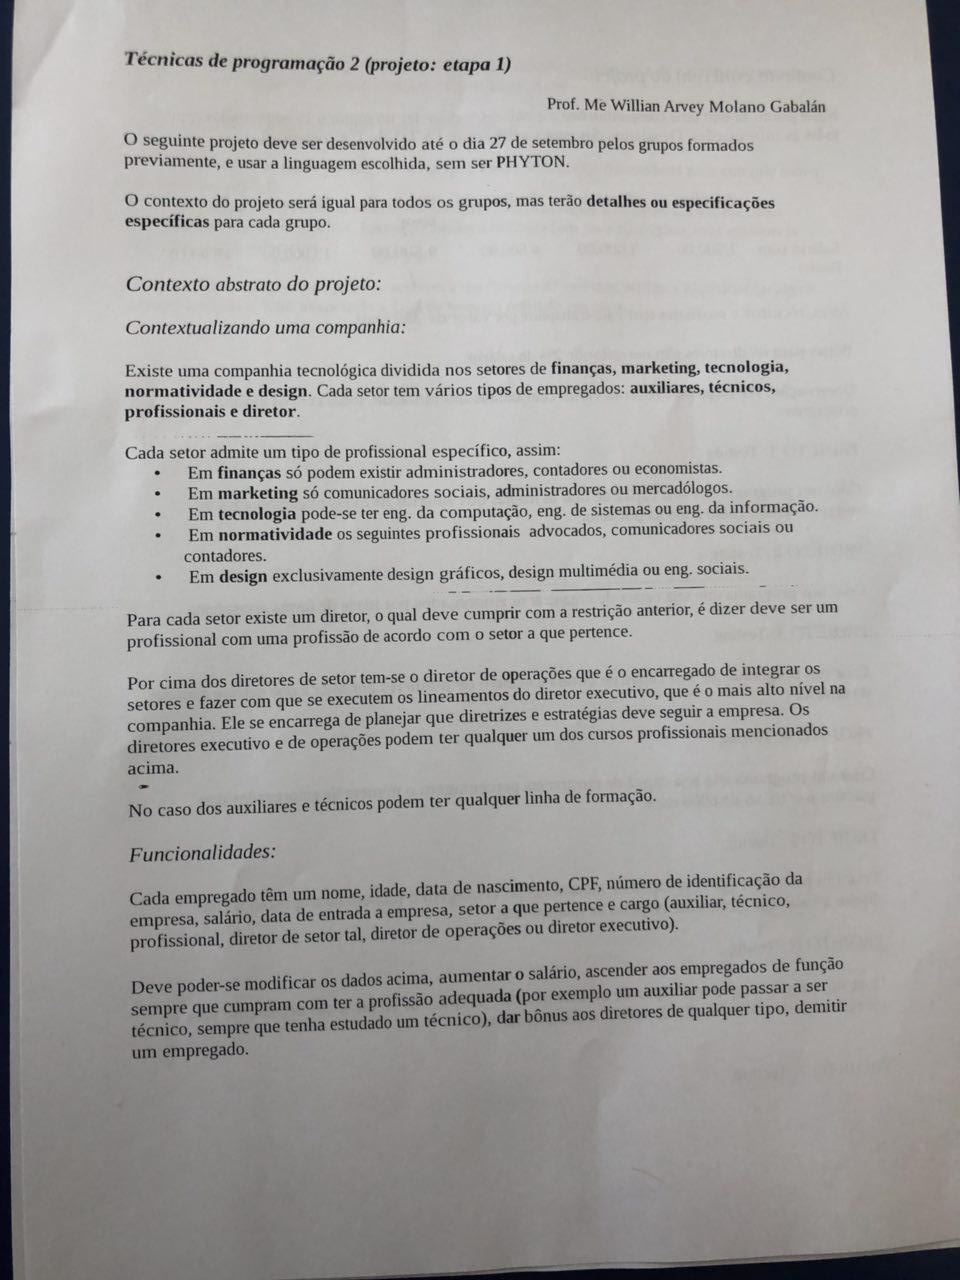 Técnicas de programação 2 (projeto: etapa 1)
Prof. Me Willian Arvey Molano Gabalán
O seguinte projeto deve ser desenvolvido até o dia 27 de setembro pelos grupos formados
previamente, e usar a linguagem escolhida, sem ser PHYTON.
O contexto do projeto será igual para todos os grupos, mas terão detalhes ou especificações
específicas para cada grupo.
Contexto abstrato do projeto:
Contextualizando uma companhia:
Existe uma companhia tecnológica dividida nos setores de finanças, marketing, tecnologia,
normatividade e design. Cada setor tem vários tipos de empregados: auxiliares, técnicos,
profissionais e diretor.
Cada setor admite um tipo de profissional específico, assim:
• Em finanças só podem existir administradores, contadores ou economistas.
• Em marketing só comunicadores sociais, administradores ou mercadólogos.
• Em tecnologia pode-se ter eng. da computação, eng. de sistemas ou eng. da informação.
• Em normatividade os seguintes profissionais advocados, comunicadores sociais ou
contadores.
• Em design exclusivamente design gráficos, design multimédia ou eng. sociais.
Para cada setor existe um diretor, o qual deve cumprir com a restrição anterior, é dizer deve ser um
profissional com uma profissão de acordo com o setor a que pertence.
Por cima dos diretores de setor tem-se o diretor de operações que é o encarregado de integrar os
setores e fazer com que se executem os lineamentos do diretor executivo, que é o mais alto nível na
companhia. Ele se encarrega de planejar que diretrizes e estratégias deve seguir a empresa. Os
diretores executivo e de operações podem ter qualquer um dos cursos profissionais mencionados
acima.
No caso dos auxiliares e técnicos podem ter qualquer linha de formação.
Funcionalidades:
Cada empregado têm um nome, idade, data de nascimento, CPF, número de identificação da
empresa, salário, data de entrada a empresa, setor a que pertence e cargo (auxiliar, técnico,
profissional, diretor de setor tal, diretor de operações ou diretor executivo).
Deve poder-se modificar os dados acima, aumentar o salário, ascender aos empregados de função
sempre que cumpram com ter a profissão adequada (por exemplo um auxiliar pode passar a ser
técnico, sempre que tenha estudado um técnico), dar bônus aos diretores de qualquer tipo, demitir
um empregado.